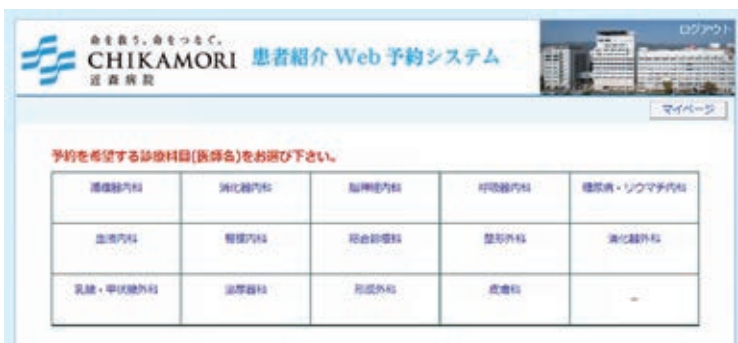 ログアウト
命を救う、命をつなぐ。
CHIKAMORI
近森病院
患者紹介 Web 予約システム
マイページ
予約を希望する診療科目(医師名)をお選び下さい。
循環器内科 消化器内科 脳神経内科 呼吸器内科 糖尿病・リウマチ内科
血液内科 腎臓内科 総合診療科 整形外科 消化器外科
乳腺・甲状腺外科 泌尿器科 形成外科 皮膚科 −